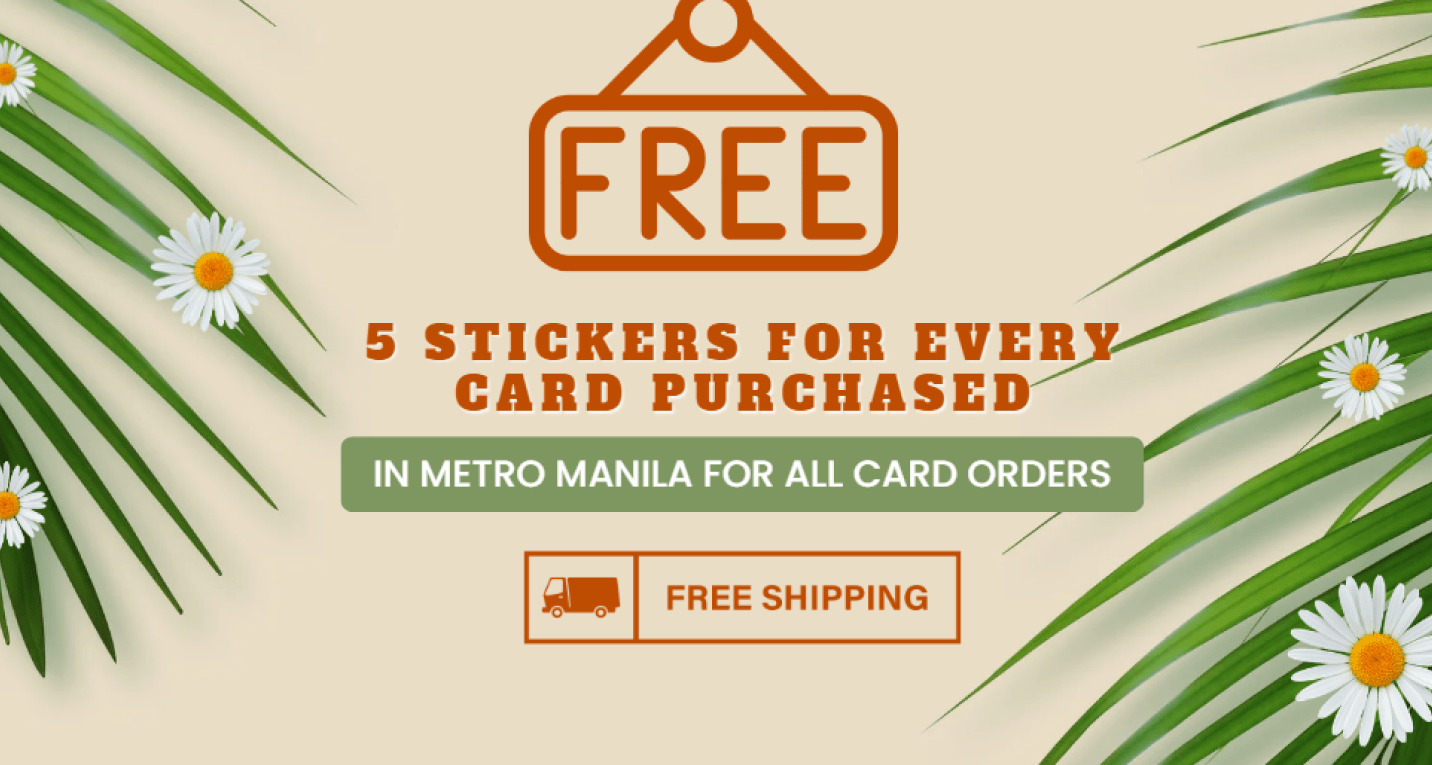 FREE
5 STICKERS FOR EVERY
CARD PURCHASED
IN METRO MANILA FOR ALL CARD ORDERS
FREE SHIPPING